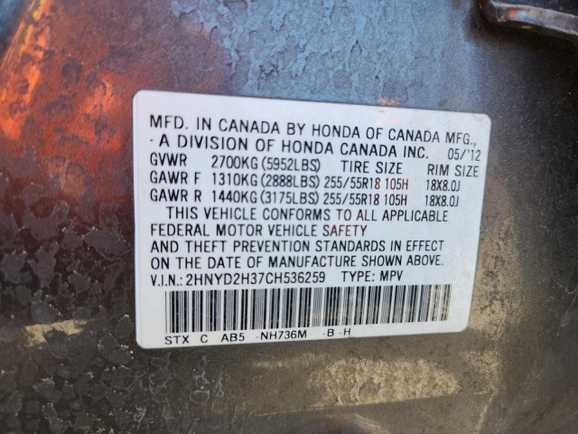 MFD. IN CANADA BY HONDA OF CANADA MFG.,
A DIVISION OF HONDA CANADA INC. 05/'12
GVWR 2700KG (5952LBS) TIRE SIZE RIM SIZE
GAWR F 1310KG (2888LBS) 255/55R18 105H 18X8.0J
GAWR R 1440KG (3175LBS) 255/55R18 105H 18X8.0J
THIS VEHICLE CONFORMS TO ALL APPLICABLE
FEDERAL MOTOR VEHICLE SAFETY
AND THEFT PREVENTION STANDARDS IN EFFECT
ON THE DATE OF MANUFACTURE SHOWN ABOVE.
V.I.N.: 2HNYD2H37CH536259 TYPE: MPV
STX C AB5 -NH736M -B -H